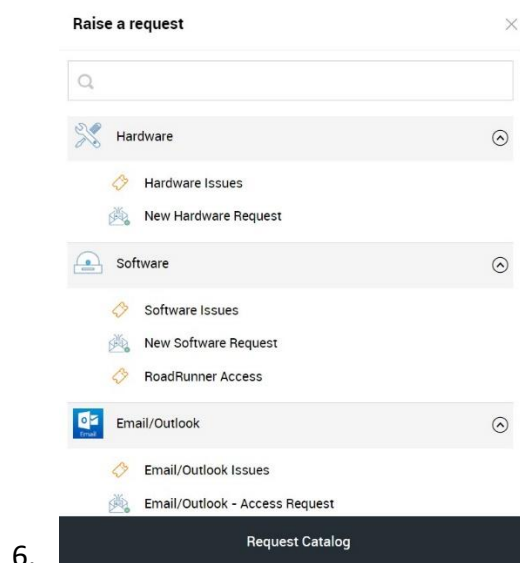 Raise a request
Hardware
Hardware Issues
New Hardware Request
Software
Software Issues
New Software Request
RoadRunner Access
Email/Outlook
Email
Email/Outlook Issues
Email/Outlook - Access Request
Request Catalog
6.